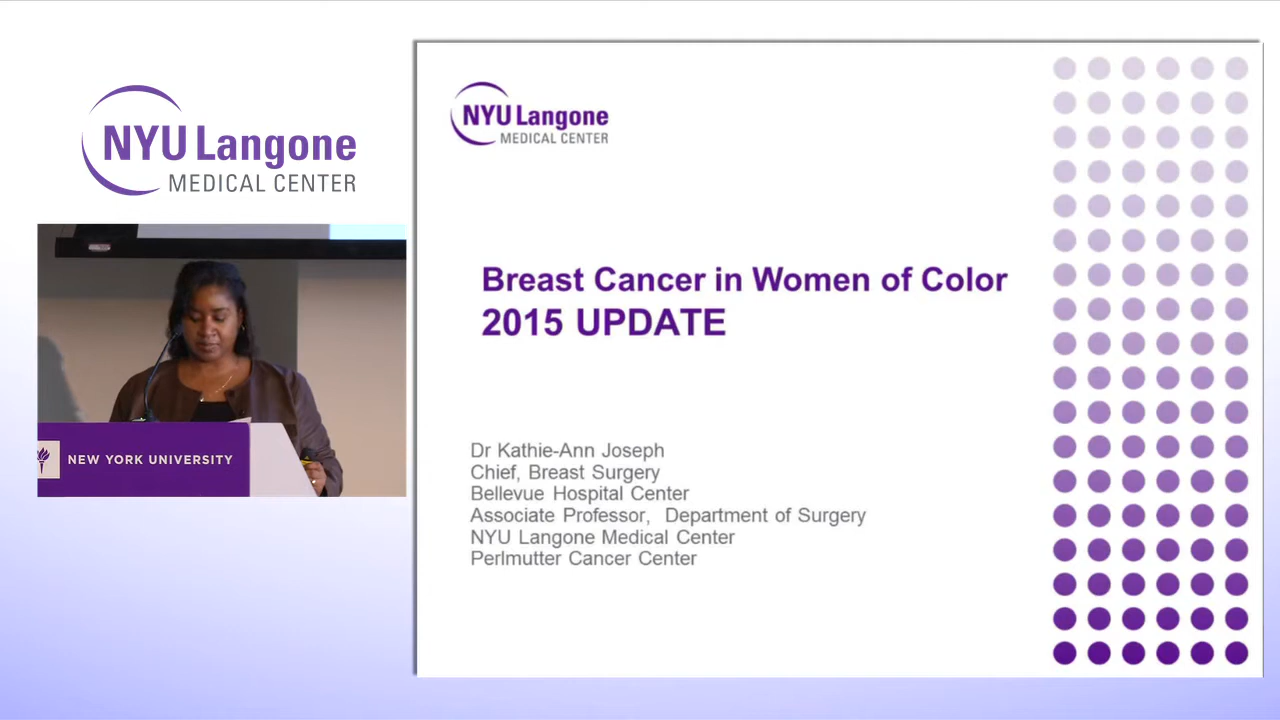 NYU Langone
MEDICAL CENTER
NEW YORK UNIVERSITY
NYU Langone
MEDICAL CENTER
Breast Cancer in Women of Color
2015 UPDATE
Dr Kathie-Ann Joseph
Chief, Breast Surgery
Bellevue Hospital Center
Associate Professor, Department of Surgery
NYU Langone Medical Center
Perlmutter Cancer Center